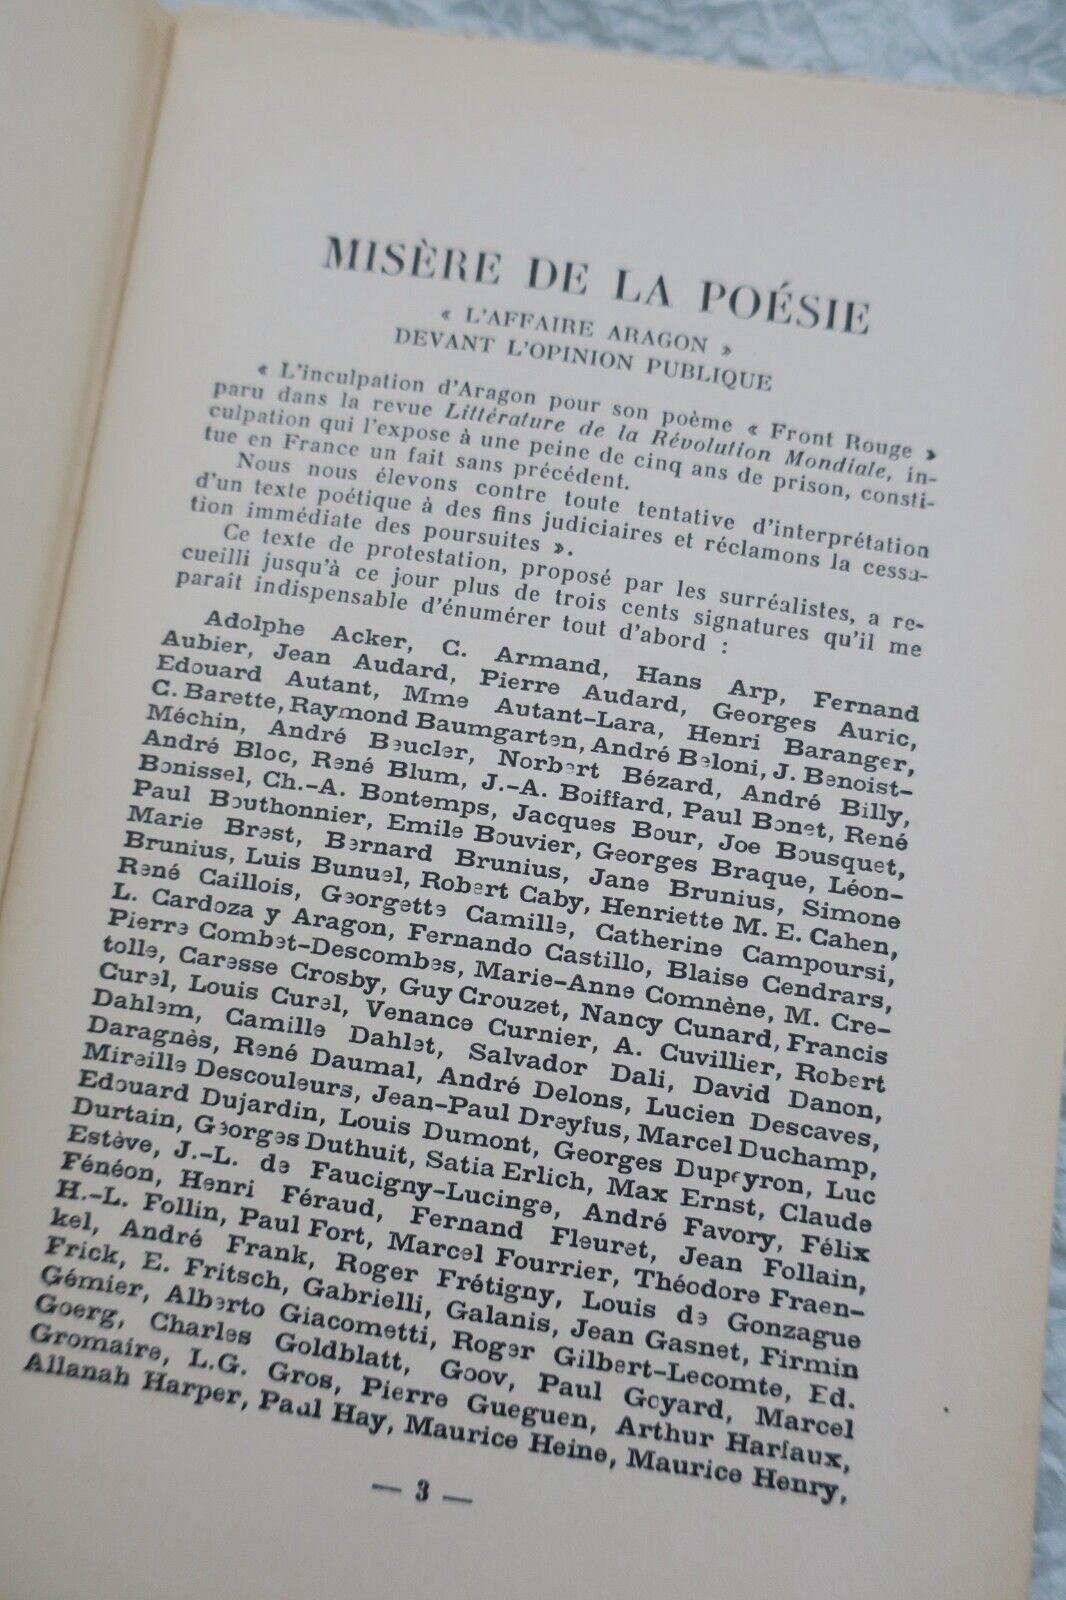 MISÈRE DE LA POÉSIE
« L'AFFAIRE ARAGON »
DEVANT L'OPINION PUBLIQUE
« L'inculpation d'Aragon pour son poème « Front Rouge »
paru dans la revue Littérature de la Révolution Mondiale, in-
culpation qui l'expose à une peine de cinq ans de prison, consti-
tue en France un fait sans précédent.
Nous nous élevons contre toute tentative d'interprétation
d'un texte poétique à des fins judiciaires et réclamons la cessa-
tion immédiate des poursuites ».
Ce texte de protestation, proposé par les surréalistes, a re-
cueilli jusqu'à ce jour plus de trois cents signatures qu'il me
paraît indispensable d'énumérer tout d'abord :
Adolphe Acker, C. Armand, Hans Arp, Fernand
Aubier, Jean Audard, Pierre Audard, Georges Auric,
Edouard Autant, Mme Autant-Lara, Henri Baranger,
C. Barette, Raymond Baumgarten, André Beloni, J. Benoist-
Méchin, André Beucler, Norbert Bézard, André Billy,
André Bloc, René Blum, J.-A. Boiffard, Paul Bonet, René
Bonissel, Ch.-A. Bontemps, Jacques Bour, Joe Bousquet,
Paul Bouthonnier, Emile Bouvier, Georges Braque, Léon-
Marie Brest, Bernard Brunius, Jane Brunius, Simone
Brunius, Luis Bunuel, Robert Caby, Henriette M. E. Cahen,
René Caillois, Georgette Camille, Catherine Campoursi,
L. Cardoza y Aragon, Fernando Castillo, Blaise Cendrars,
Pierre Combet-Descombes, Marie-Anne Comnène, M. Cre-
tolle, Caresse Crosby, Guy Crouzet, Nancy Cunard, Francis
Curel, Louis Curel, Venance Curnier, A. Cuvillier, Robert
Dahlem, Camille Dahlet, Salvador Dali, David Danon,
Daragnès, René Daumal, André Delons, Lucien Descaves,
Mireille Descouleurs, Jean-Paul Dreyfus, Marcel Duchamp,
Edouard Dujardin, Louis Dumont, Georges Dupeyron, Luc
Durtain, Georges Duthuit, Satia Erlich, Max Ernst, Claude
Estève, J.-L. de Faucigny-Lucinge, André Favory, Félix
Fénéon, Henri Féraud, Fernand Fleuret, Jean Follain,
H.-L. Follin, Paul Fort, Marcel Fourrier, Théodore Fraen-
kel, André Frank, Roger Frétigny, Louis de Gonzague
Frick, E. Fritsch, Gabrielli, Galanis, Jean Gasnet, Firmin
Gémier, Alberto Giacometti, Roger Gilbert-Lecomte, Ed.
Goerg, Charles Goldblatt, Goov, Paul Goyard, Marcel
Gromaire, L.G. Gros, Pierre Gueguen, Arthur Harfaux,
Allanah Harper, Paul Hay, Maurice Heine, Maurice Henry,
— 3 —